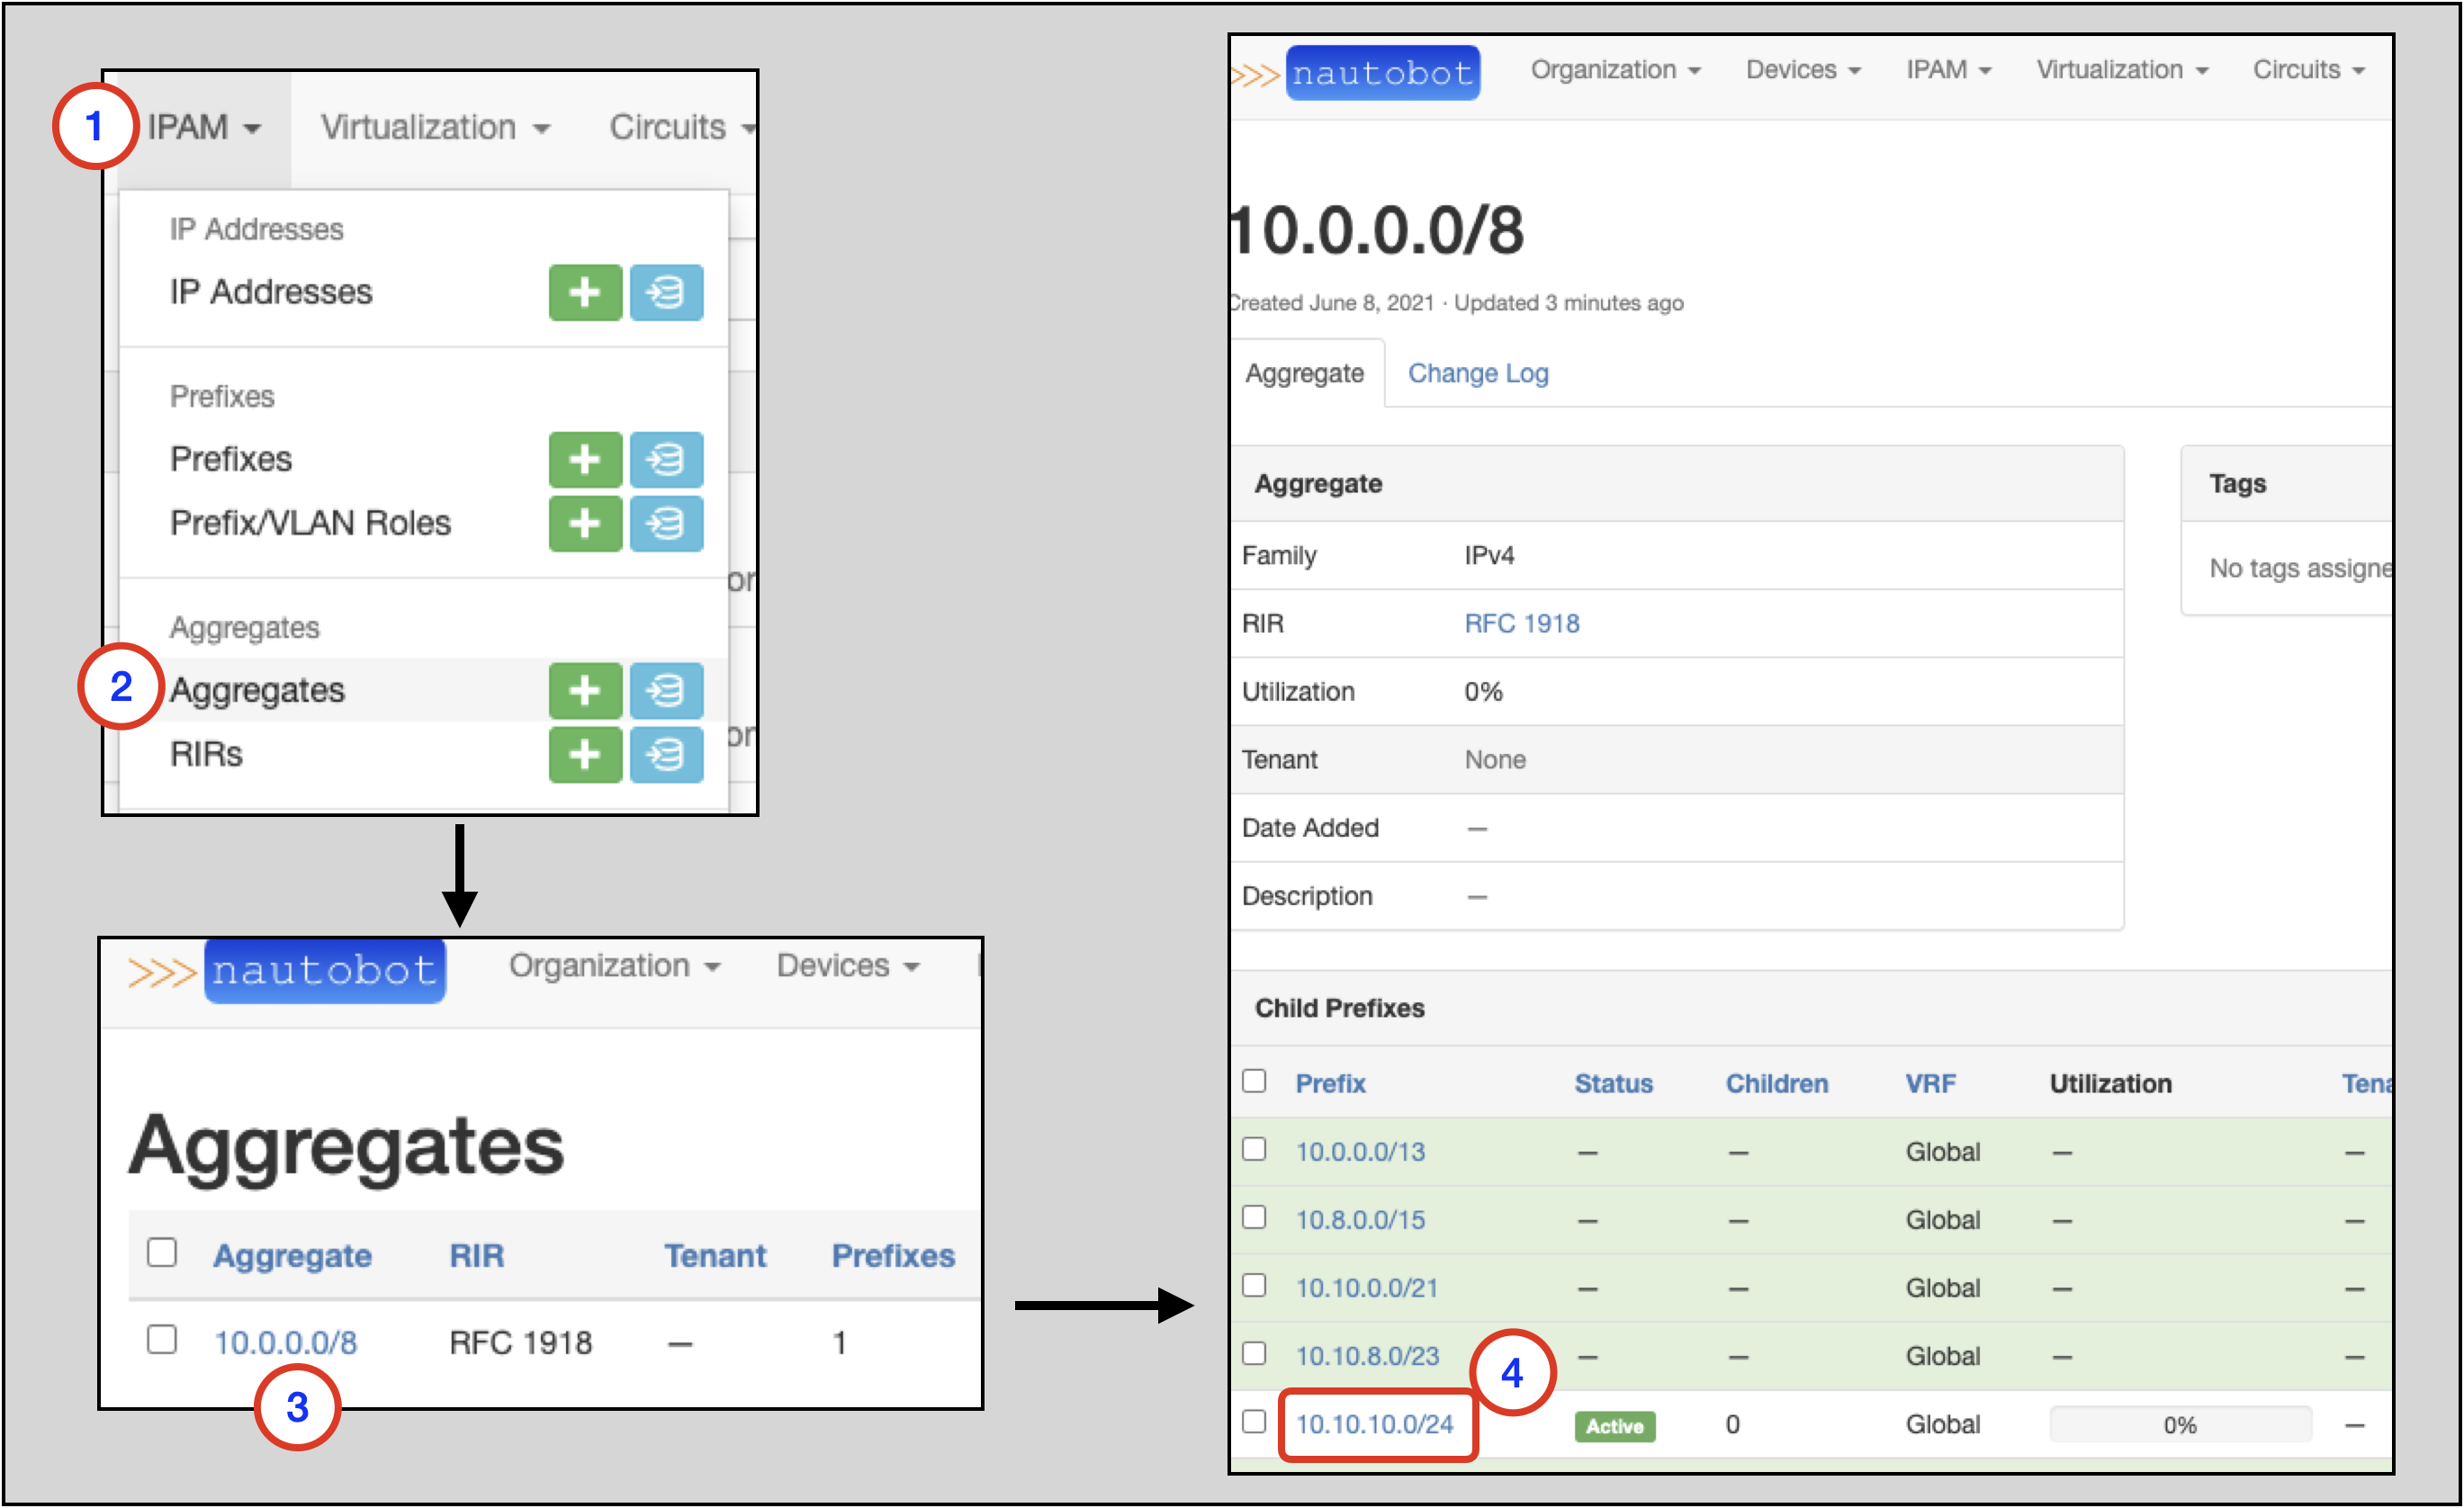 1 IPAM Virtualization Circuits
IP Addresses
IP Addresses
Prefixes
Prefixes
Prefix/VLAN Roles
Aggregates
2 Aggregates
RIRs
or
or
>>> nautobot Organization Devices
Aggregates
Aggregate RIR Tenant Prefixes
10.0.0.0/8 RFC 1918 — 1
3
>>> nautobot Organization Devices IPAM Virtualization Circuits
10.0.0.0/8
Created June 8, 2021 · Updated 3 minutes ago
Aggregate Change Log
Aggregate
Family IPv4
RIR RFC 1918
Utilization 0%
Tenant None
Date Added —
Description —
Tags
No tags assigne
Child Prefixes
Prefix Status Children VRF Utilization Tena
10.0.0.0/13 — — Global — —
10.8.0.0/15 — — Global — —
10.10.0.0/21 — — Global — —
10.10.8.0/23 — — Global — —
4
10.10.10.0/24 Active 0 Global 0% —